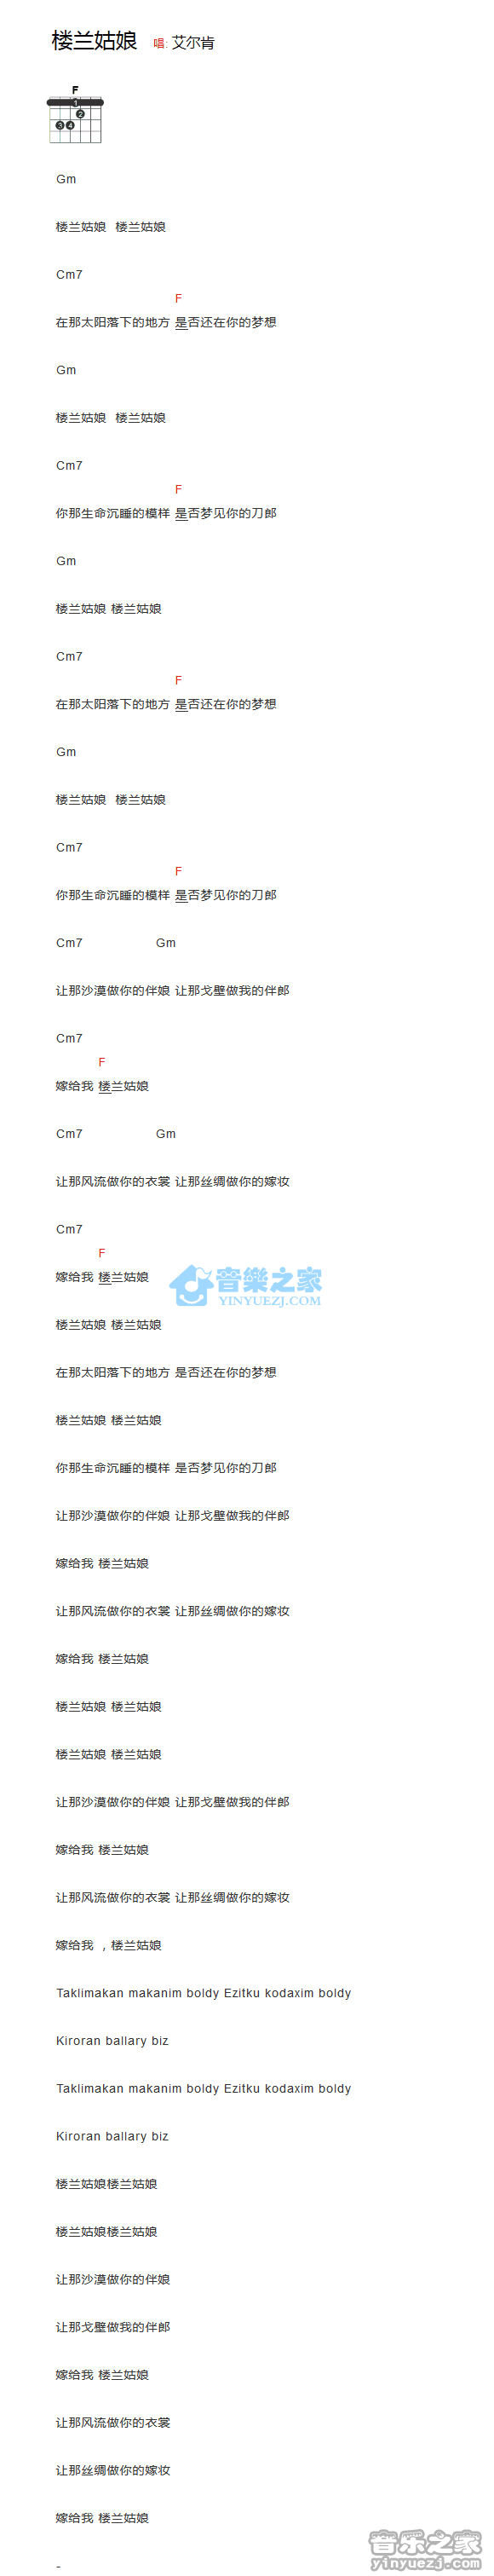 楼兰姑娘 唱: 艾尔肯
F
1
2
3 4
Gm
楼兰姑娘 楼兰姑娘
Cm7
F
在那太阳落下的地方 是否还在你的梦想
Gm
楼兰姑娘 楼兰姑娘
Cm7
F
你那生命沉睡的模样 是否梦见你的刀郎
Gm
楼兰姑娘 楼兰姑娘
Cm7
F
在那太阳落下的地方 是否还在你的梦想
Gm
楼兰姑娘 楼兰姑娘
Cm7
F
你那生命沉睡的模样 是否梦见你的刀郎
Cm7 Gm
让那沙漠做你的伴娘 让那戈壁做我的伴郎
Cm7
F
嫁给我 楼兰姑娘
Cm7 Gm
让那风流做你的衣裳 让那丝绸做你的嫁妆
Cm7
F
嫁给我 楼兰姑娘
音樂之家
YINYUEZJ.COM
楼兰姑娘 楼兰姑娘
在那太阳落下的地方 是否还在你的梦想
楼兰姑娘 楼兰姑娘
你那生命沉睡的模样 是否梦见你的刀郎
让那沙漠做你的伴娘 让那戈壁做我的伴郎
嫁给我 楼兰姑娘
让那风流做你的衣裳 让那丝绸做你的嫁妆
嫁给我 楼兰姑娘
楼兰姑娘 楼兰姑娘
楼兰姑娘 楼兰姑娘
让那沙漠做你的伴娘 让那戈壁做我的伴郎
嫁给我 楼兰姑娘
让那风流做你的衣裳 让那丝绸做你的嫁妆
嫁给我 ，楼兰姑娘
Taklimakan makanim boldy Ezitku kodaxim boldy
Kiroran ballary biz
Taklimakan makanim boldy Ezitku kodaxim boldy
Kiroran ballary biz
楼兰姑娘楼兰姑娘
楼兰姑娘楼兰姑娘
让那沙漠做你的伴娘
让那戈壁做我的伴郎
嫁给我 楼兰姑娘
让那风流做你的衣裳
让那丝绸做你的嫁妆
嫁给我 楼兰姑娘
-
音乐之家
yinyuezj.com